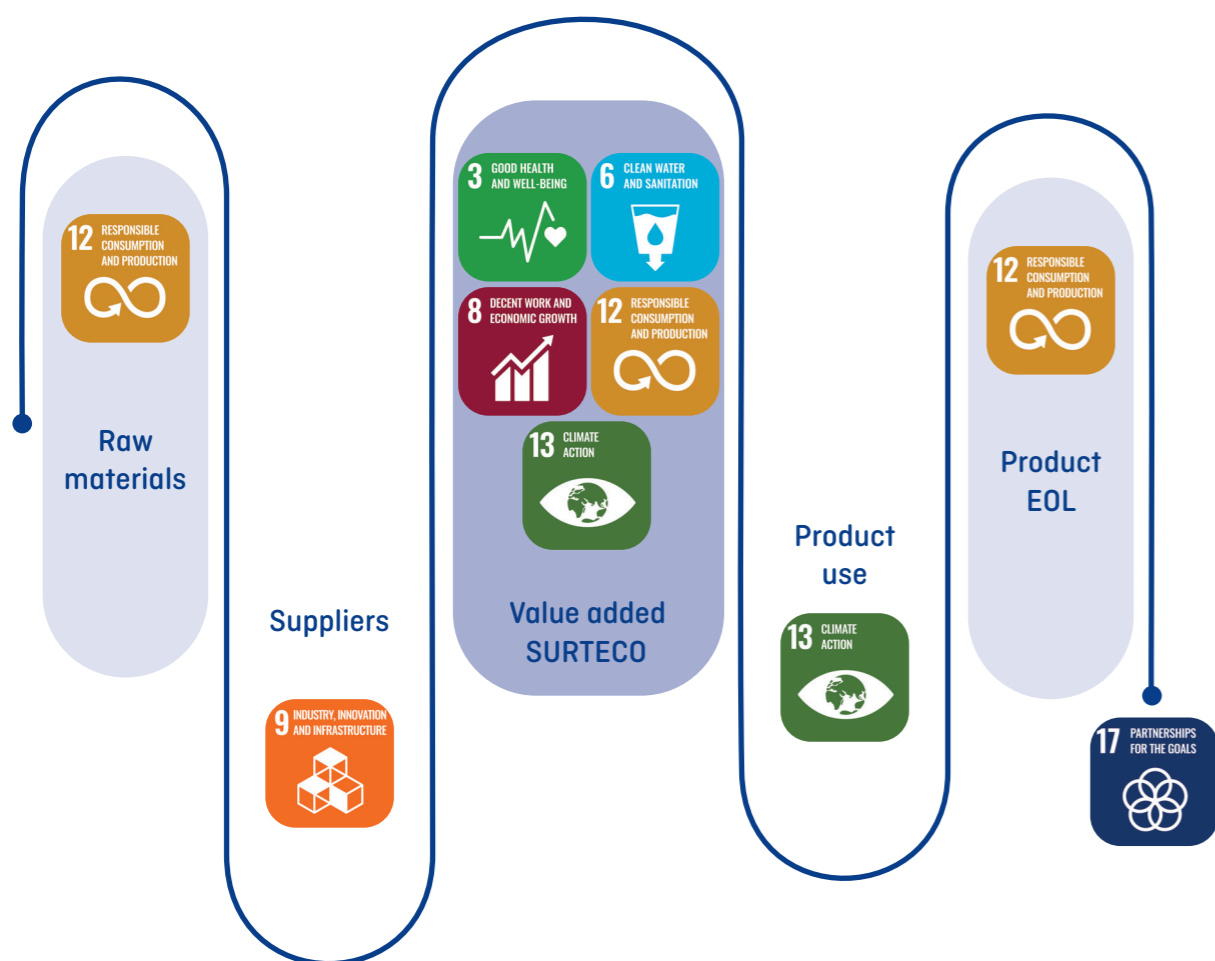 12 RESPONSIBLE
CONSUMPTION
AND PRODUCTION
Raw
materials
Suppliers
9 INDUSTRY, INNOVATION
AND INFRASTRUCTURE
3 GOOD HEALTH
AND WELL-BEING
6 CLEAN WATER
AND SANITATION
8 DECENT WORK AND
ECONOMIC GROWTH
12 RESPONSIBLE
CONSUMPTION
AND PRODUCTION
13 CLIMATE
ACTION
Value added
SURTECO
Product
use
13 CLIMATE
ACTION
12 RESPONSIBLE
CONSUMPTION
AND PRODUCTION
Product
EOL
17 PARTNERSHIPS
FOR THE GOALS